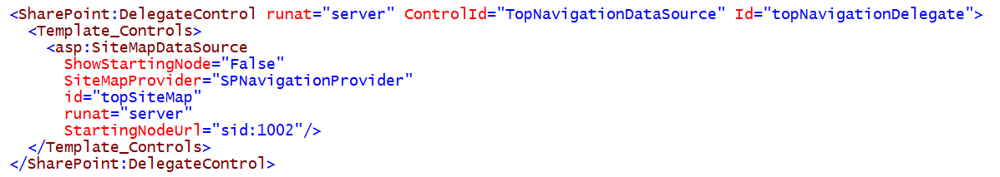 <SharePoint:DelegateControl runat="server" ControlId="TopNavigationDataSource" Id="topNavigationDelegate">
  <Template_Controls>
    <asp:SiteMapDataSource
      ShowStartingNode="False"
      SiteMapProvider="SPNavigationProvider"
      id="topSiteMap"
      runat="server"
      StartingNodeUrl="sid:1002"/>
  </Template_Controls>
</SharePoint:DelegateControl>